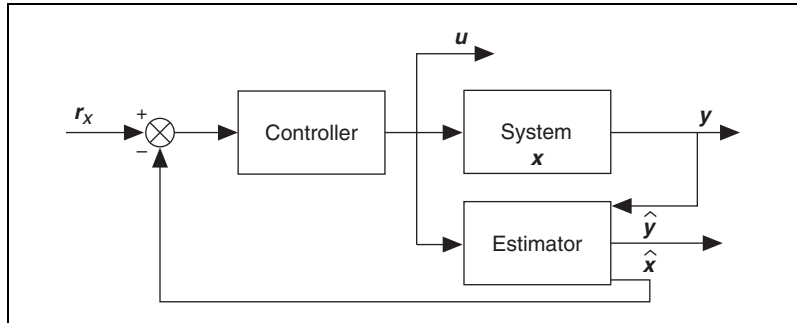 u
r_x
+
−
Controller
System
x
y
Estimator
ŷ
x̂